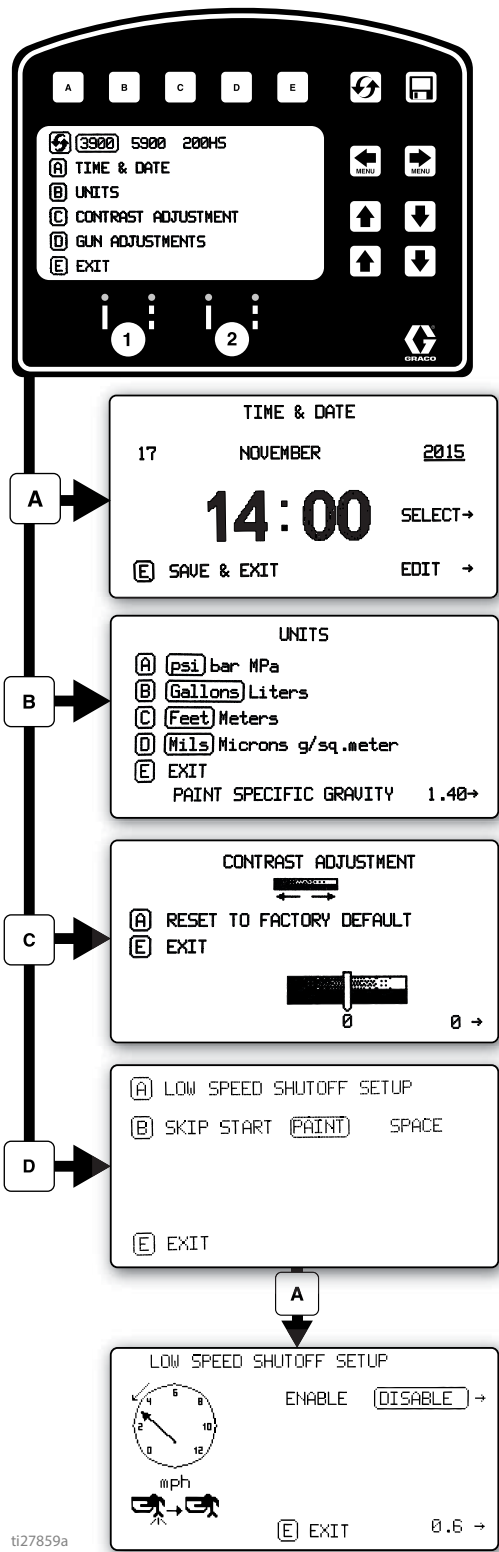 A B C D E
3900 5900 200HS
A TIME & DATE
B UNITS
C CONTRAST ADJUSTMENT
D GUN ADJUSTMENTS
E EXIT
MENU MENU
1 2
GRACO
A
TIME & DATE
17 NOVEMBER 2015
14:00
SELECT→
E SAVE & EXIT EDIT →
B
UNITS
A psi bar MPa
B Gallons Liters
C Feet Meters
D Mils Microns g/sq.meter
E EXIT
PAINT SPECIFIC GRAVITY 1.40→
C
CONTRAST ADJUSTMENT
A RESET TO FACTORY DEFAULT
E EXIT
0 0 →
D
A LOW SPEED SHUTOFF SETUP
B SKIP START PAINT SPACE
E EXIT
A
LOW SPEED SHUTOFF SETUP
ENABLE DISABLE →
0 2 4 6 8 10 12
mph
E EXIT 0.6 →
ti27859a